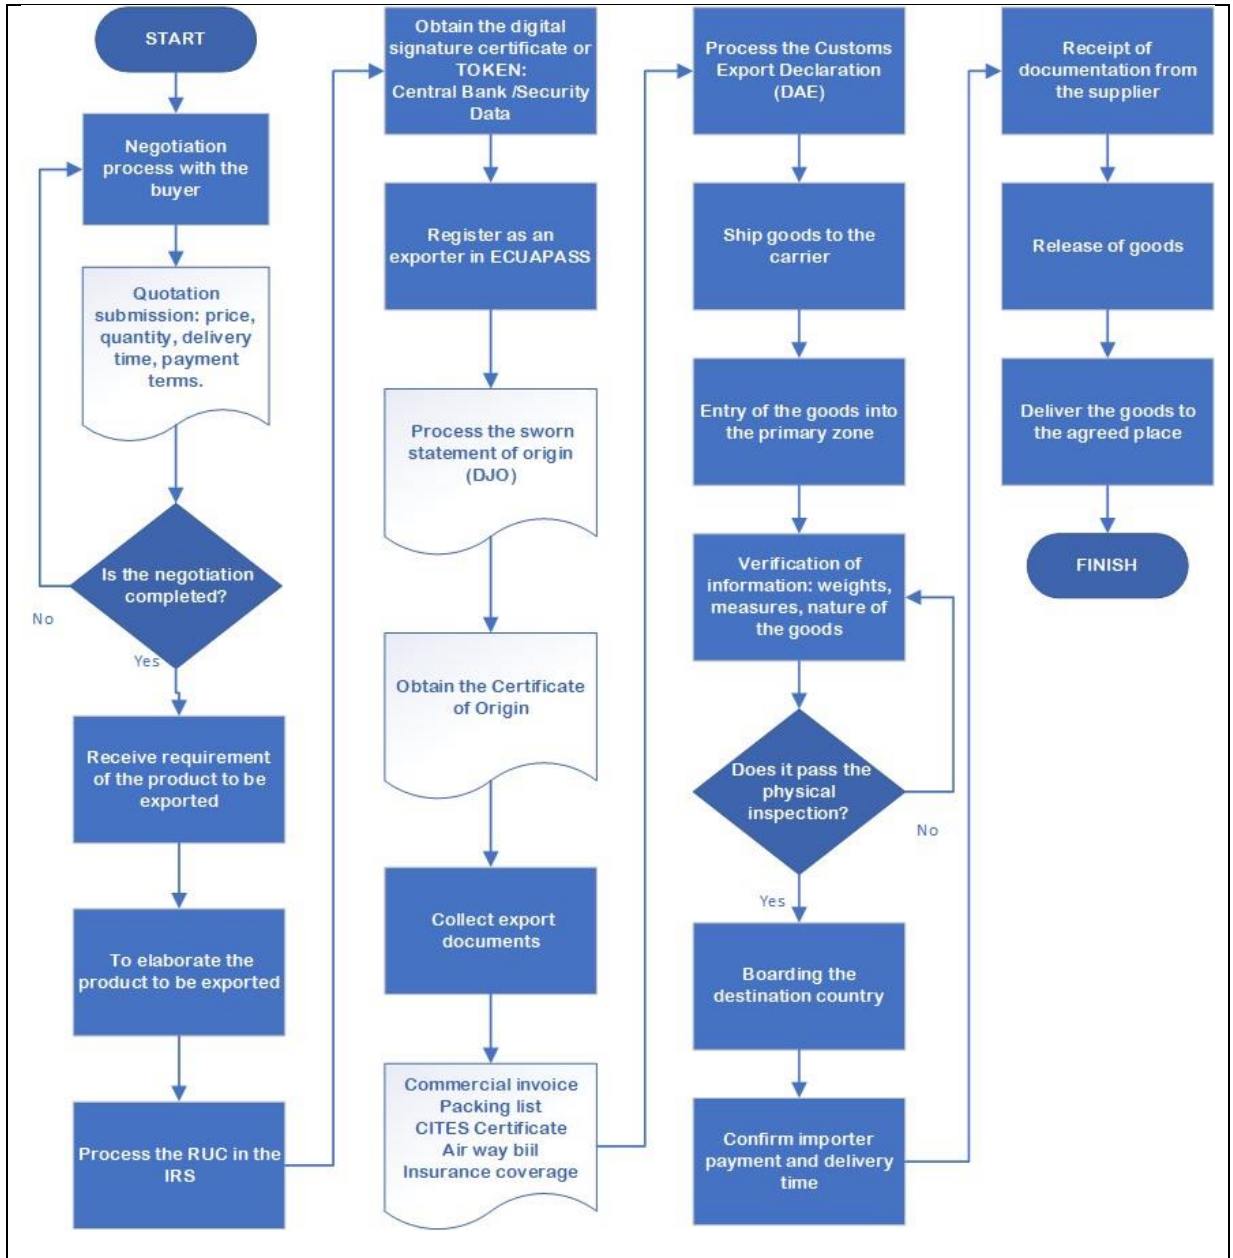 START
Negotiation
process with the
buyer
Quotation
submission: price,
quantity, delivery
time, payment
terms.
Is the negotiation
completed?
No
Yes
Receive requirement
of the product to be
exported
To elaborate the
product to be exported
Process the RUC in the
IRS
Obtain the digital
signature certificate or
TOKEN:
Central Bank /Security
Data
Register as an
exporter in ECUAPASS
Process the sworn
statement of origin
(DJO)
Obtain the Certificate
of Origin
Collect export
documents
Commercial invoice
Packing list
CITES Certificate
Air way biil
Insurance coverage
Process the Customs
Export Declaration
(DAE)
Ship goods to the
carrier
Entry of the goods into
the primary zone
Verification of
information: weights,
measures, nature of
the goods
Does it pass the
physical
inspection?
No
Yes
Boarding the
destination country
Confirm importer
payment and delivery
time
Receipt of
documentation from
the supplier
Release of goods
Deliver the goods to
the agreed place
FINISH